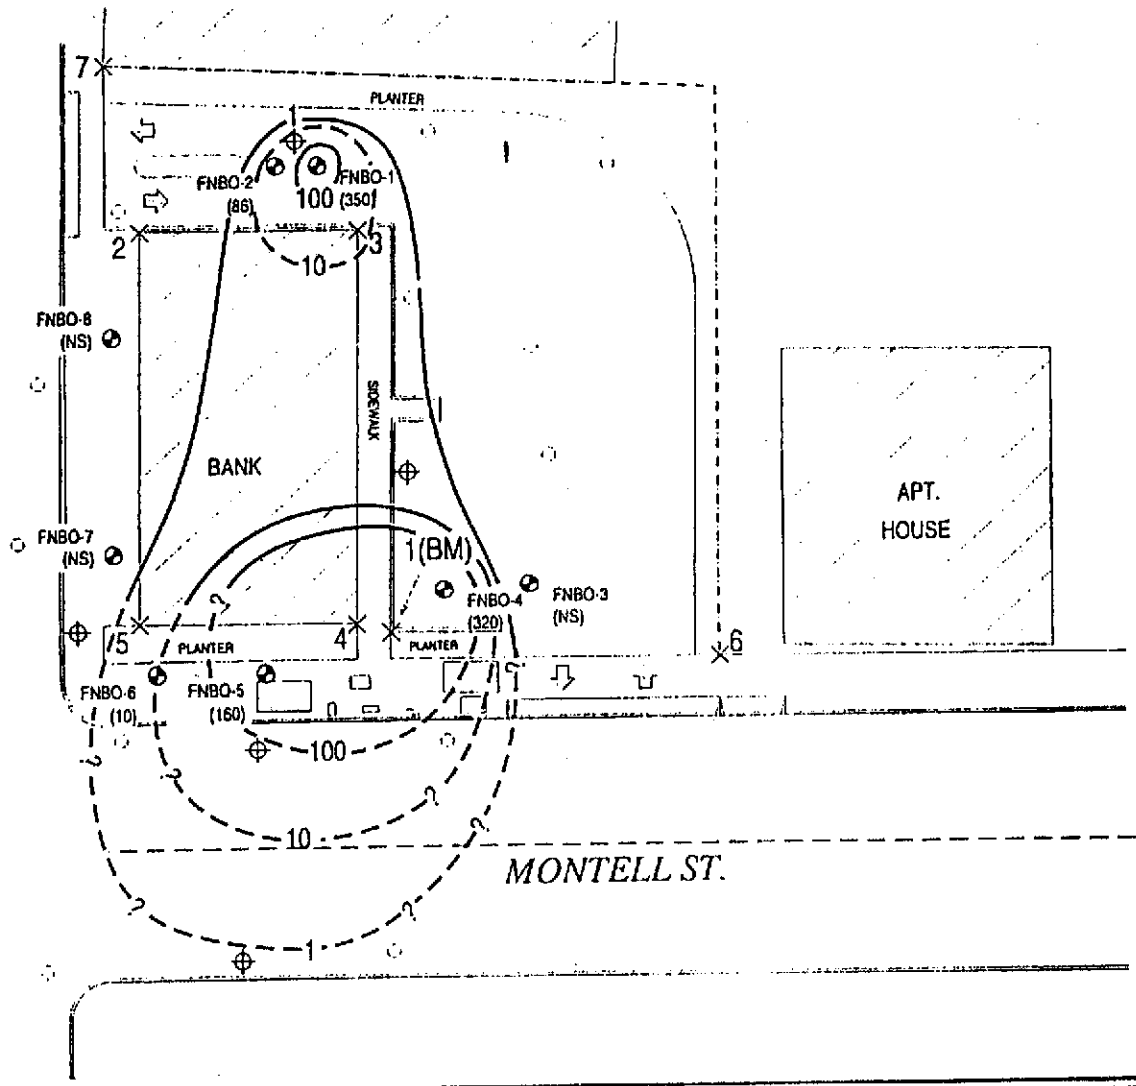 7
PLANTER
1
FNBO-2
(86)
100
FNBO-1
(350)
2
3
10
FNBO-8
(NS)
SIDEWALK
BANK
APT.
HOUSE
FNBO-7
(NS)
1(BM)
?
FNBO-4
(320)
FNBO-3
(NS)
5
PLANTER
4
PLANTER
6
?
?
FNBO-6
(10)
FNBO-5
(160)
100
?
?
?
?
10
MONTELL ST.
?
?
1